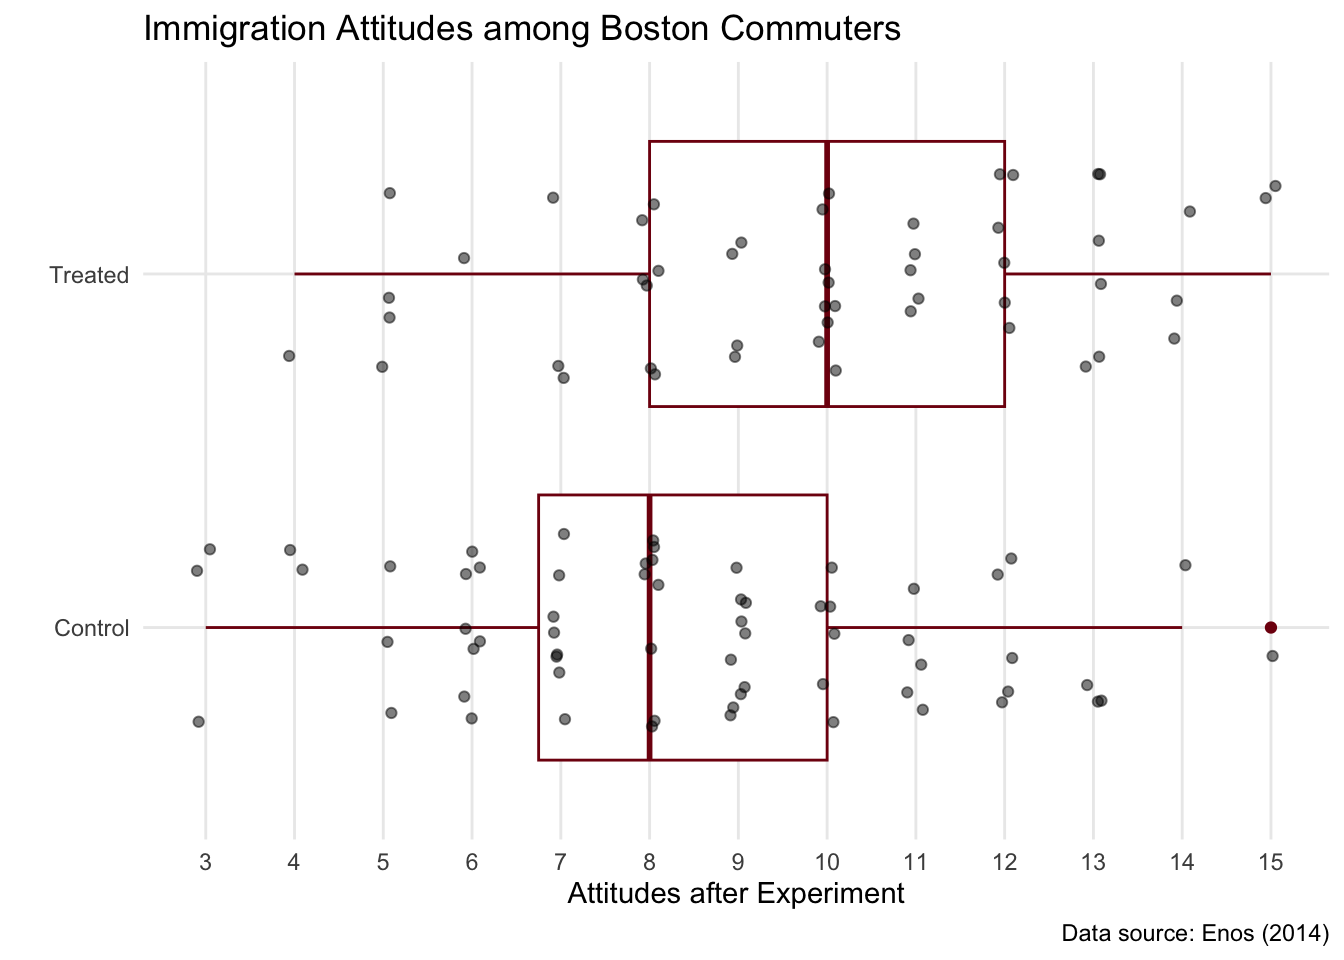 Immigration Attitudes among Boston Commuters
Treated
Control
3 4 5 6 7 8 9 10 11 12 13 14 15
Attitudes after Experiment
Data source: Enos (2014)